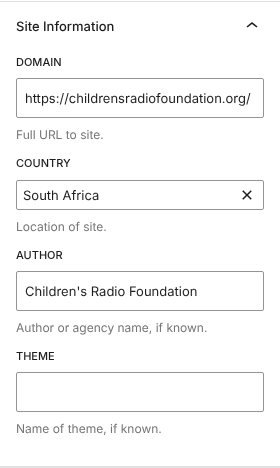 Site Information
DOMAIN
https://childrensradiofoundation.org/
Full URL to site.
COUNTRY
South Africa
Location of site.
AUTHOR
Children's Radio Foundation
Author or agency name, if known.
THEME
Name of theme, if known.